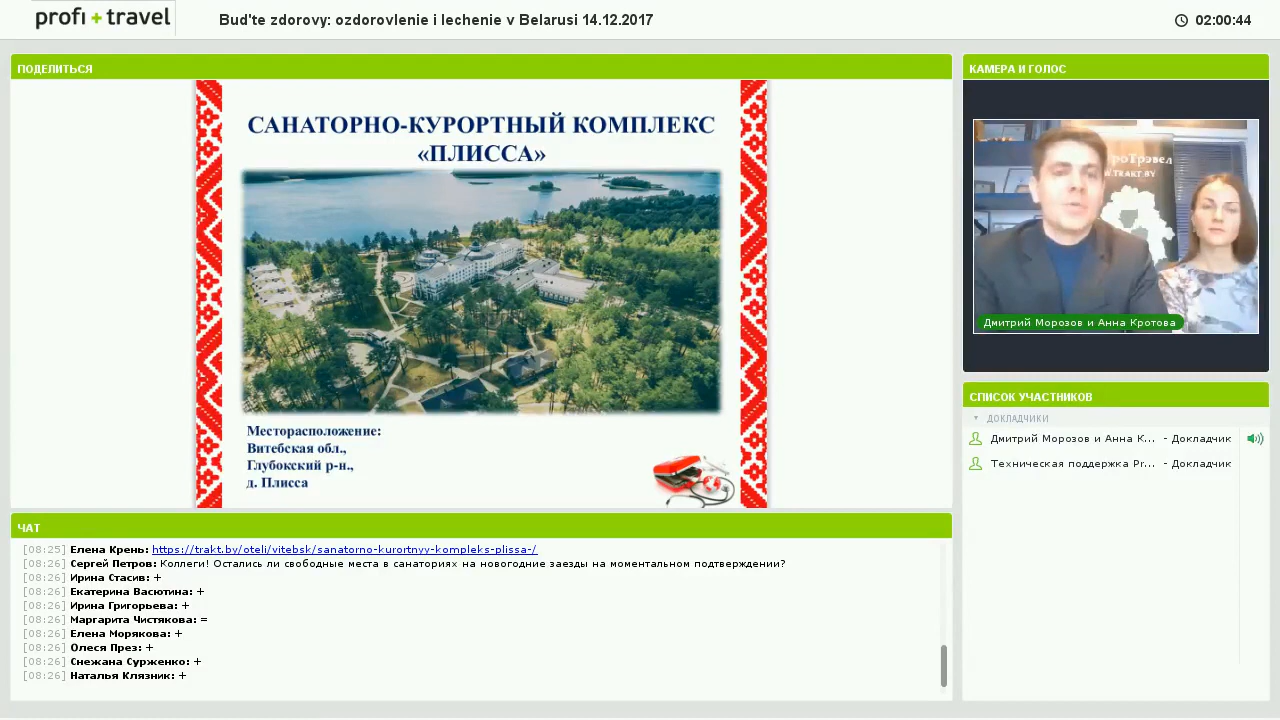 profi + travel
Bud'te zdorovy: ozdorovlenie i lechenie v Belarusi 14.12.2017
02:00:44
ПОДЕЛИТЬСЯ
САНАТОРНО-КУРОРТНЫЙ КОМПЛЕКС
«ПЛИССА»
Месторасположение:
Витебская обл.,
Глубокский р-н.,
д. Плисса
КАМЕРА И ГОЛОС
роТрэвел
W.TRAKT.BY
Дмитрий Морозов и Анна Кротова
СПИСОК УЧАСТНИКОВ
ДОКЛАДЧИКИ
Дмитрий Морозов и Анна К... - Докладчик
Техническая поддержка Pr... - Докладчик
ЧАТ
[08:25] Елена Крень: https://trakt.by/oteli/vitebsk/sanatorno-kurortnyy-kompleks-plissa-/
[08:26] Сергей Петров: Коллеги! Остались ли свободные места в санаториях на новогодние заезды на моментальном подтверждении?
[08:26] Ирина Стасив: +
[08:26] Екатерина Васютина: +
[08:26] Ирина Григорьева: +
[08:26] Маргарита Чистякова: =
[08:26] Елена Морякова: +
[08:26] Олеся През: +
[08:26] Снежана Сурженко: +
[08:26] Наталья Клязник: +